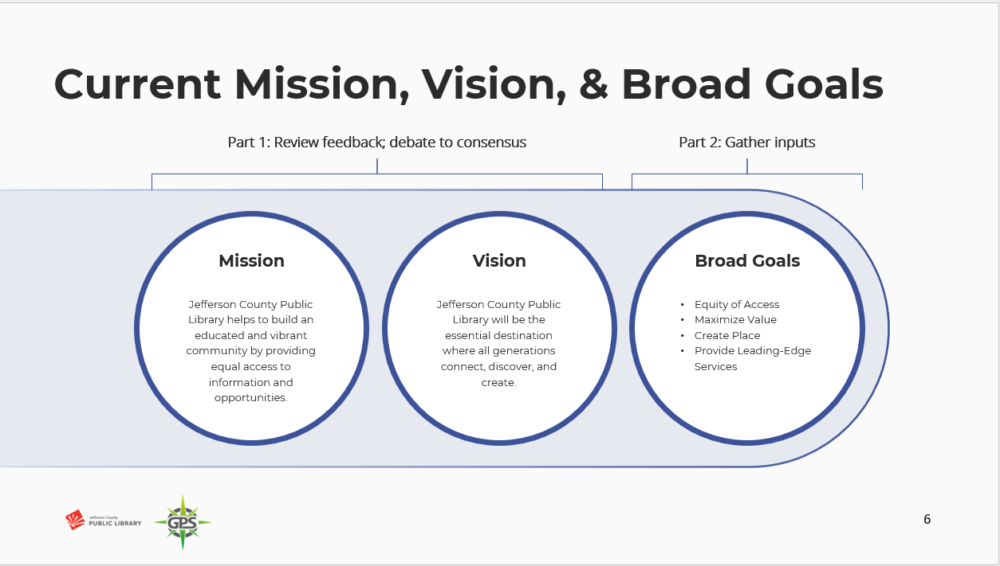 Current Mission, Vision, & Broad Goals
Part 1: Review feedback; debate to consensus
Part 2: Gather inputs
Mission
Jefferson County Public
Library helps to build an
educated and vibrant
community by providing
equal access to
information and
opportunities.
Vision
Jefferson County Public
Library will be the
essential destination
where all generations
connect, discover, and
create.
Broad Goals
• Equity of Access
• Maximize Value
• Create Place
• Provide Leading-Edge
Services
Jefferson County
PUBLIC LIBRARY
GPS
6